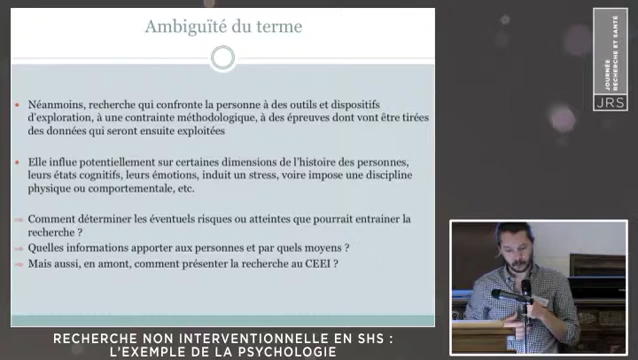 Ambiguïté du terme
Néanmoins, recherche qui confronte la personne à des outils et dispositifs
d'exploration, à une contrainte méthodologique, à des épreuves dont vont être tirées
des données qui seront ensuite exploitées
Elle influe potentiellement sur certaines dimensions de l'histoire des personnes,
leurs états cognitifs, leurs émotions, induit un stress, voire impose une discipline
physique ou comportementale, etc.
Comment déterminer les éventuels risques ou atteintes que pourrait entrainer la
recherche ?
Quelles informations apporter aux personnes et par quels moyens ?
Mais aussi, en amont, comment présenter la recherche au CEEI ?
JOURNÉE
RECHERCHE ET SANTÉ
JRS
RECHERCHE NON INTERVENTIONNELLE EN SHS :
L'EXEMPLE DE LA PSYCHOLOGIE